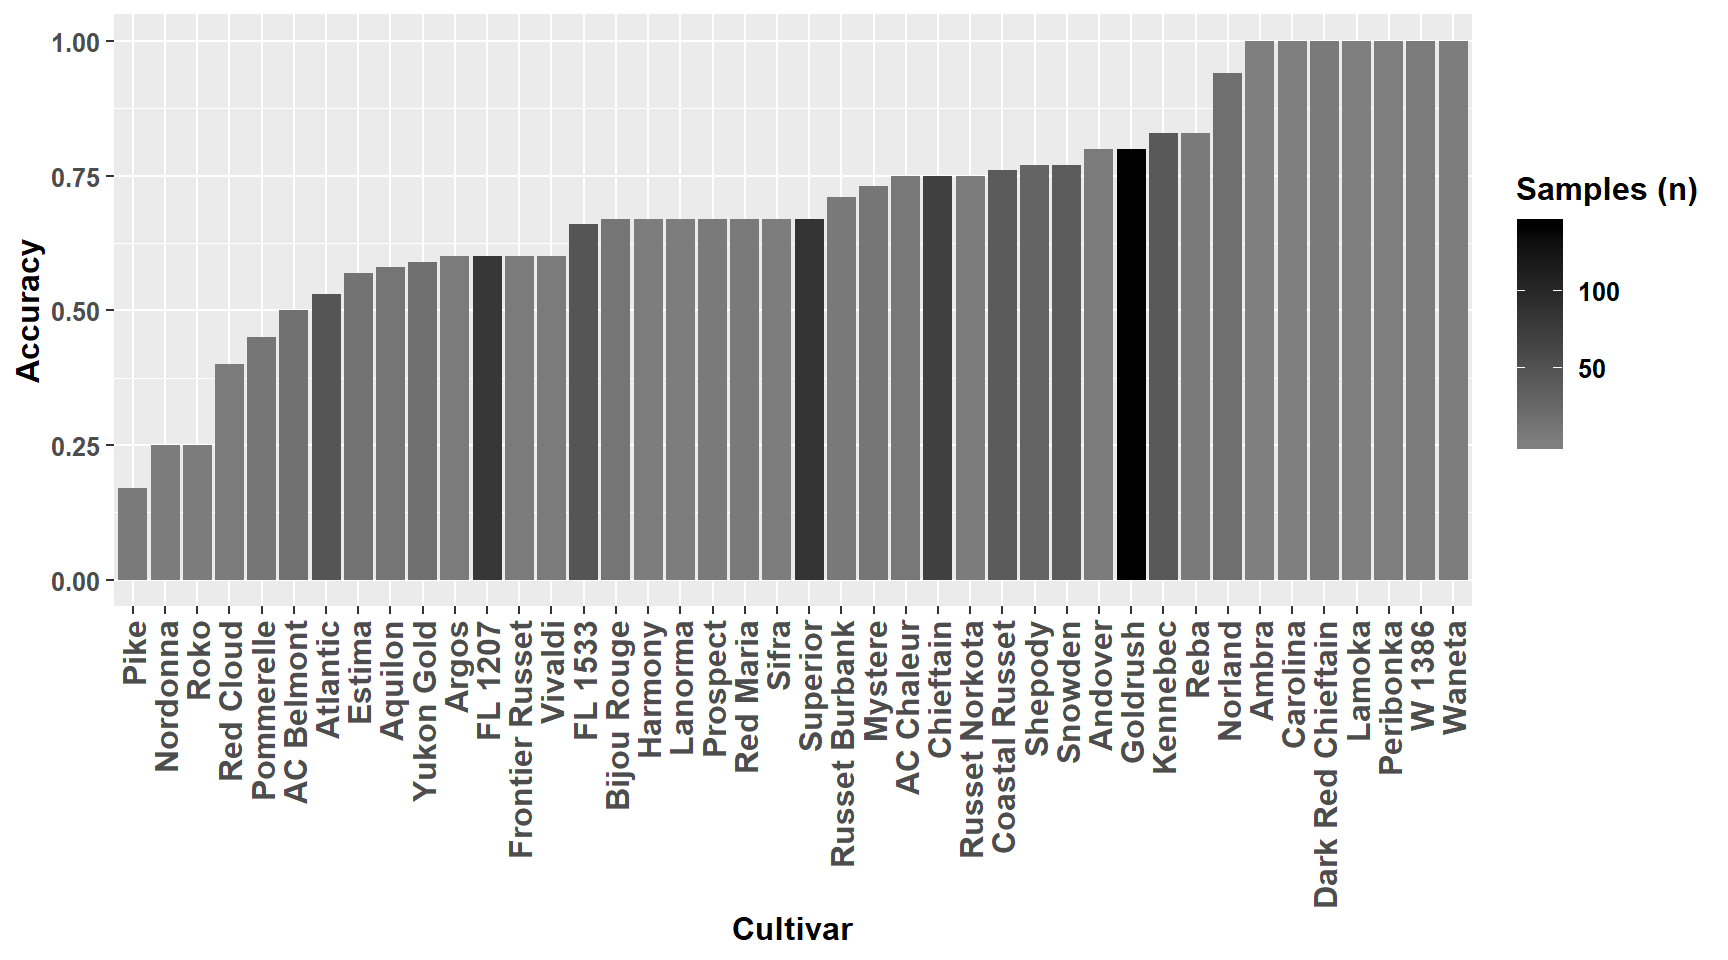 1.00
0.75
0.50
0.25
0.00
Accuracy
Pike
Nordonna
Roko
Red Cloud
Pommerelle
AC Belmont
Atlantic
Estima
Aquilon
Yukon Gold
Argos
FL 1207
Frontier Russet
Vivaldi
FL 1533
Bijou Rouge
Harmony
Lanorma
Prospect
Red Maria
Sifra
Superior
Russet Burbank
Mystere
AC Chaleur
Chieftain
Russet Norkota
Coastal Russet
Shepody
Snowden
Andover
Goldrush
Kennebec
Reba
Norland
Ambra
Carolina
Dark Red Chieftain
Lamoka
Peribonka
W 1386
Waneta
Cultivar
Samples (n)
100
50